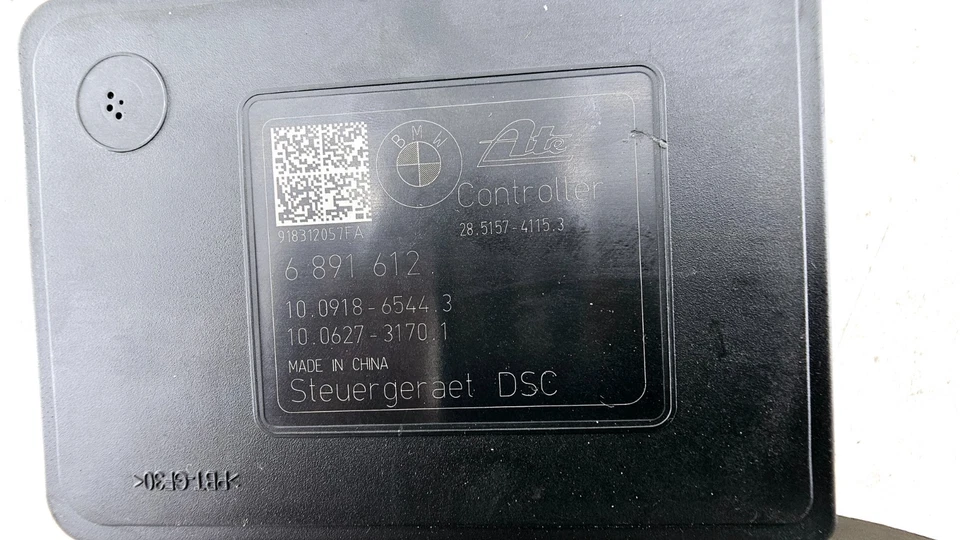 BMW
Ate
Controller
918312057FA
28.5157-4115.3
6 891 612
10.0918-6544.3
10.0627-3170.1
MADE IN CHINA
Steuergeraet DSC
>PBT-GF30<